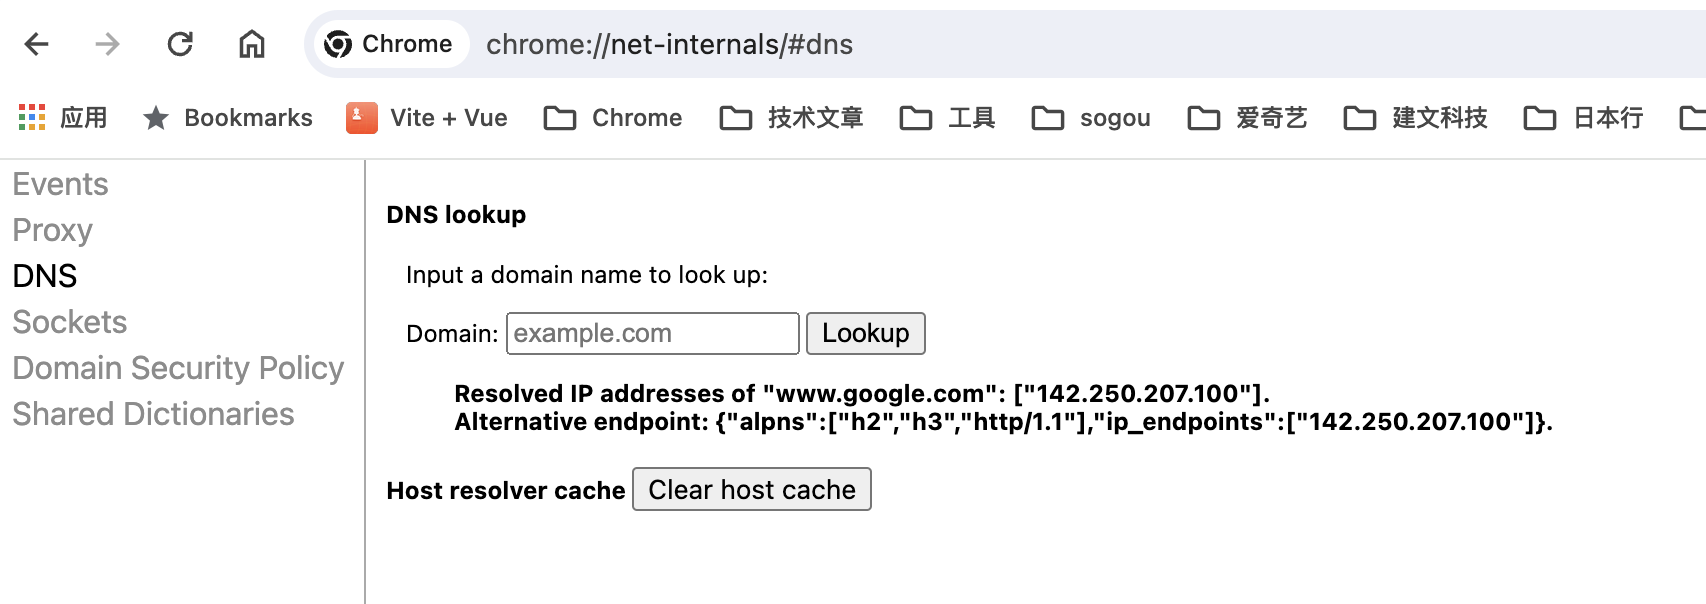 Chrome chrome://net-internals/#dns
应用 Bookmarks Vite + Vue Chrome 技术文章 工具 sogou 爱奇艺 建文科技 日本行
Events
Proxy
DNS
Sockets
Domain Security Policy
Shared Dictionaries
DNS lookup
Input a domain name to look up:
Domain: example.com Lookup
Resolved IP addresses of "www.google.com": ["142.250.207.100"].
Alternative endpoint: {"alpns":["h2","h3","http/1.1"],"ip_endpoints":["142.250.207.100"]}.
Host resolver cache Clear host cache